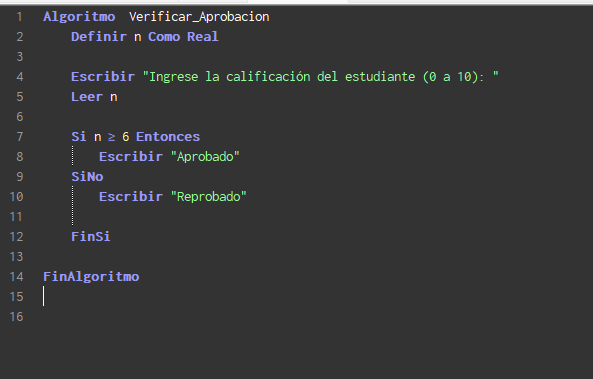 1 Algoritmo Verificar_Aprobacion
2 Definir n Como Real
3
4 Escribir "Ingrese la calificación del estudiante (0 a 10): "
5 Leer n
6
7 Si n ≥ 6 Entonces
8 Escribir "Aprobado"
9 SiNo
10 Escribir "Reprobado"
11
12 FinSi
13
14 FinAlgoritmo
15
16